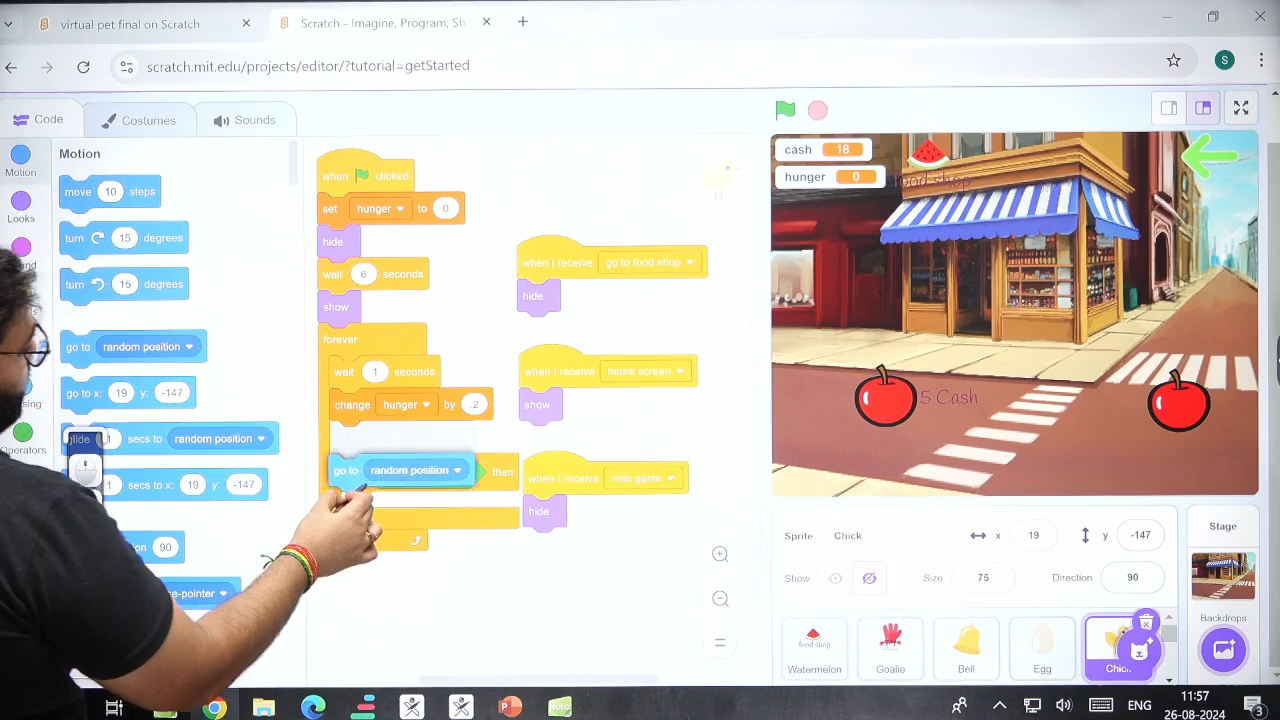 virtual pet final on Scratch
Scratch - Imagine, Program, Sh
scratch.mit.edu/projects/editor/?tutorial=getStarted
S
Code
Costumes
Sounds
Motion
Looks
Operators
Motion
move 10 steps
turn 15 degrees
turn 15 degrees
go to random position
go to x: 19 y: -147
secs to random position
secs to x: 19 y: -147
90
hide
when clicked
set hunger to 0
hide
wait 6 seconds
show
forever
wait 1 seconds
change hunger by .2
go to random position
then
when I receive go to food shop
hide
when I receive home screen
show
when I receive mini game
hide
cash 18
hunger 0
food shop
5 Cash
Sprite Chick
x 19 y -147
Show Size 75 Direction 90
food shop
Watermelon
Goalie
Bell
Egg
Chick
Stage
Backdrops
ENG
11:57
26-08-2024